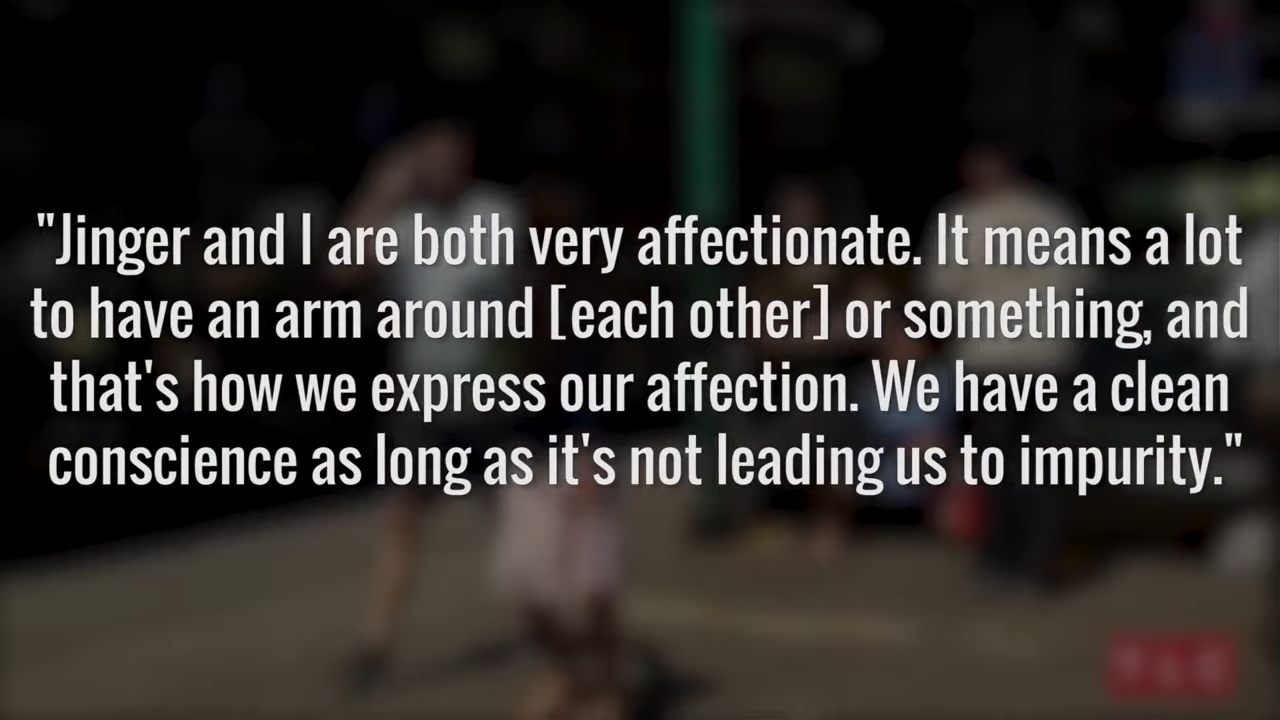 "Jinger and I are both very affectionate. It means a lot
to have an arm around [each other] or something, and
that's how we express our affection. We have a clean
conscience as long as it's not leading us to impurity."
TLC